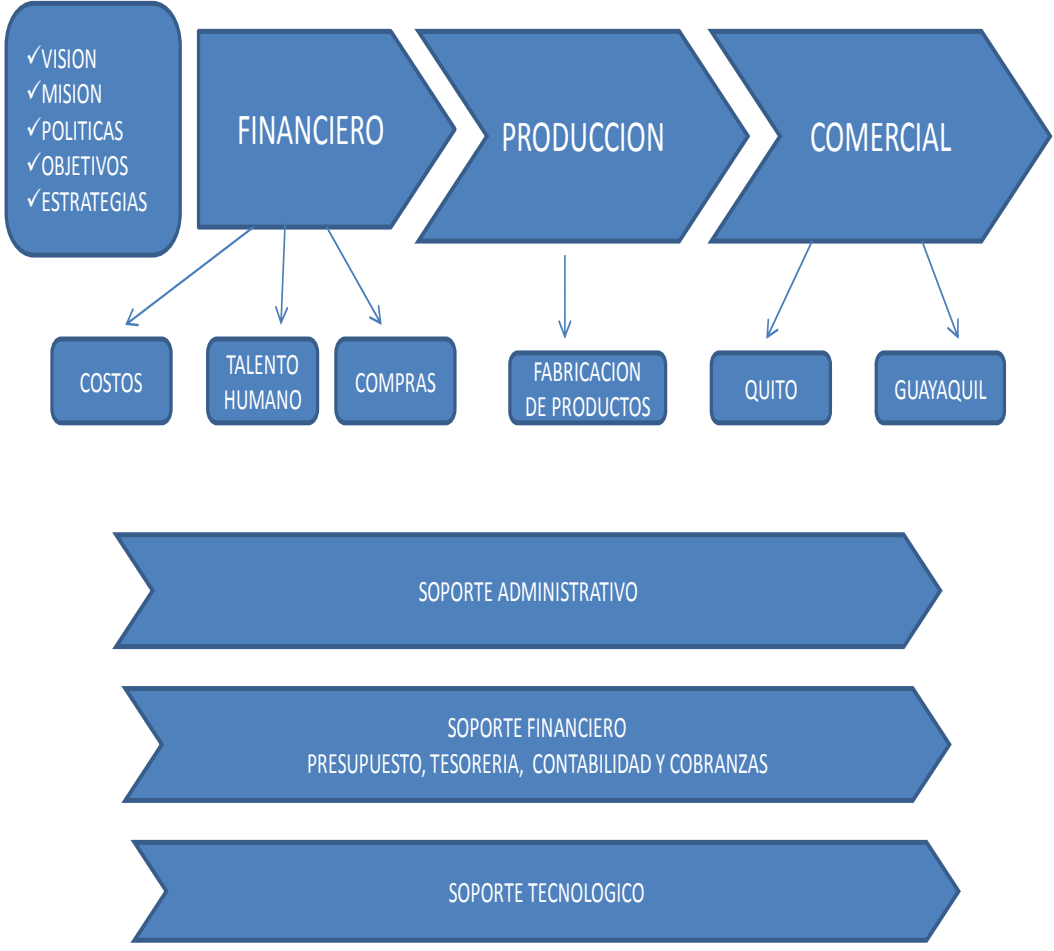 ✓VISION
✓MISION
✓POLITICAS
✓OBJETIVOS
✓ESTRATEGIAS
FINANCIERO
PRODUCCION
COMERCIAL
COSTOS
TALENTO
HUMANO
COMPRAS
FABRICACION
DE PRODUCTOS
QUITO
GUAYAQUIL
SOPORTE ADMINISTRATIVO
SOPORTE FINANCIERO
PRESUPUESTO, TESORERIA, CONTABILIDAD Y COBRANZAS
SOPORTE TECNOLOGICO